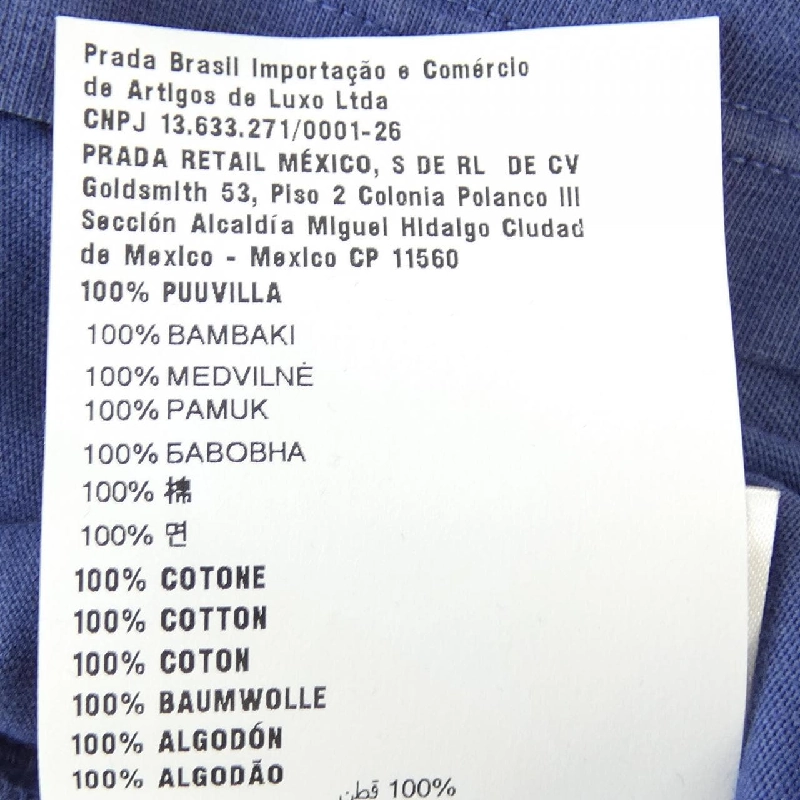 Prada Brasil Importação e Comércio
de Artigos de Luxo Ltda
CNPJ 13.633.271/0001-26
PRADA RETAIL MÉXICO, S DE RL DE CV
Goldsmith 53, Piso 2 Colonia Polanco III
Sección Alcaldía Miguel Hidalgo Ciudad
de Mexico - Mexico CP 11560
100% PUUVILLA
100% BAMBAKI
100% MEDVILNĖ
100% PAMUK
100% БАВОВНА
100% 棉
100% 면
100% COTONE
100% COTTON
100% COTON
100% BAUMWOLLE
100% ALGODÓN
100% ALGODÃO
100% قطن